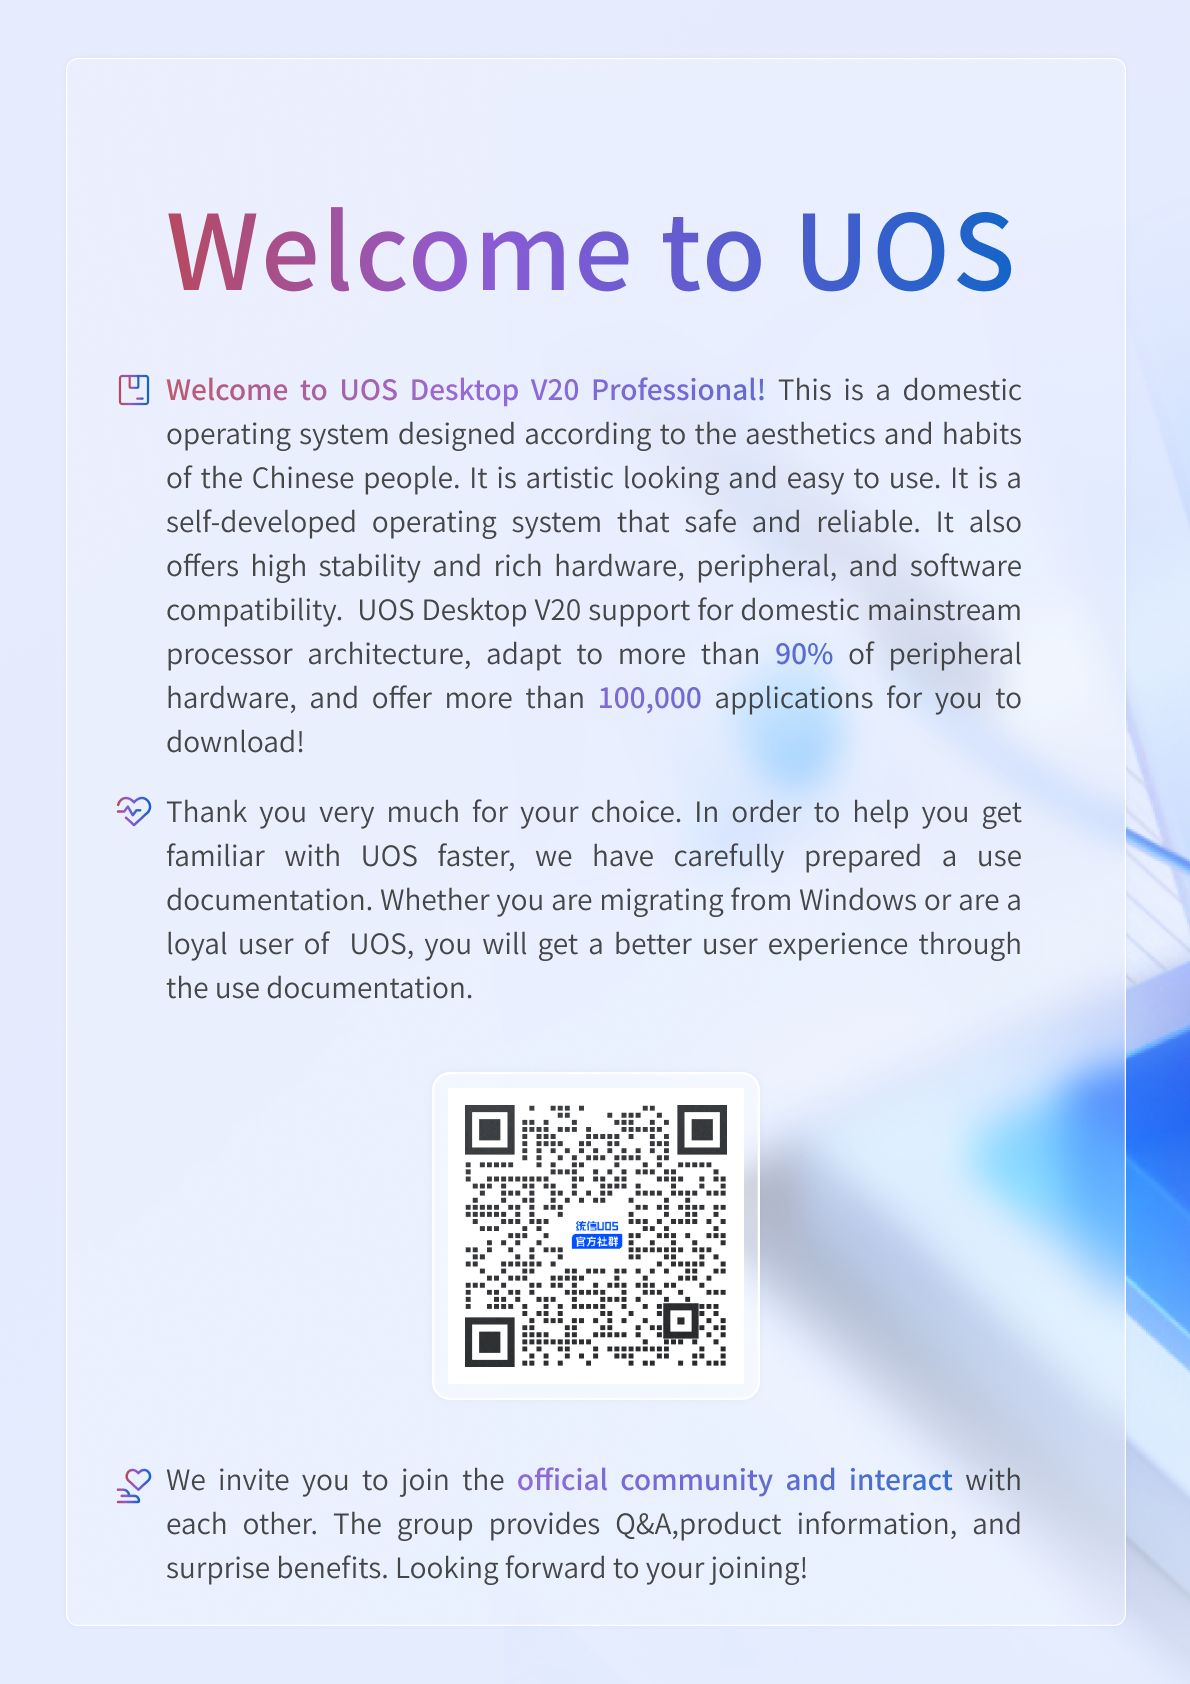 Welcome to UOS
Welcome to UOS Desktop V20 Professional! This is a domestic
operating system designed according to the aesthetics and habits
of the Chinese people. It is artistic looking and easy to use. It is a
self-developed operating system that safe and reliable. It also
offers high stability and rich hardware, peripheral, and software
compatibility.  UOS Desktop V20 support for domestic mainstream
processor architecture, adapt to more than 90% of peripheral
hardware, and offer more than 100,000 applications for you to
download!
Thank you very much for your choice. In order to help you get
familiar with UOS faster, we have carefully prepared a use
documentation. Whether you are migrating from Windows or are a
loyal user of  UOS, you will get a better user experience through
the use documentation.
统信UOS
官方社群
We invite you to join the official community and interact with
each other. The group provides Q&A,product information, and
surprise benefits. Looking forward to your joining!